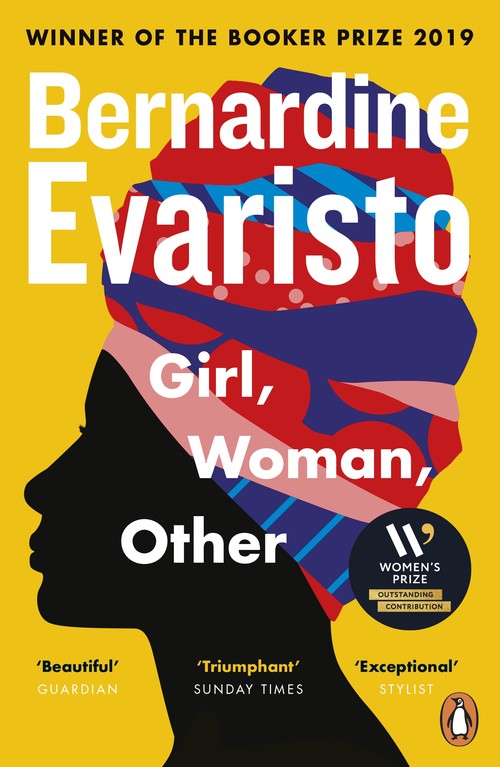 WINNER OF THE BOOKER PRIZE 2019
Bernardine
Evaristo
Girl,
Woman,
Other
WOMEN'S
PRIZE
OUTSTANDING
CONTRIBUTION
‘Beautiful’
GUARDIAN
‘Triumphant’
SUNDAY TIMES
‘Exceptional’
STYLIST